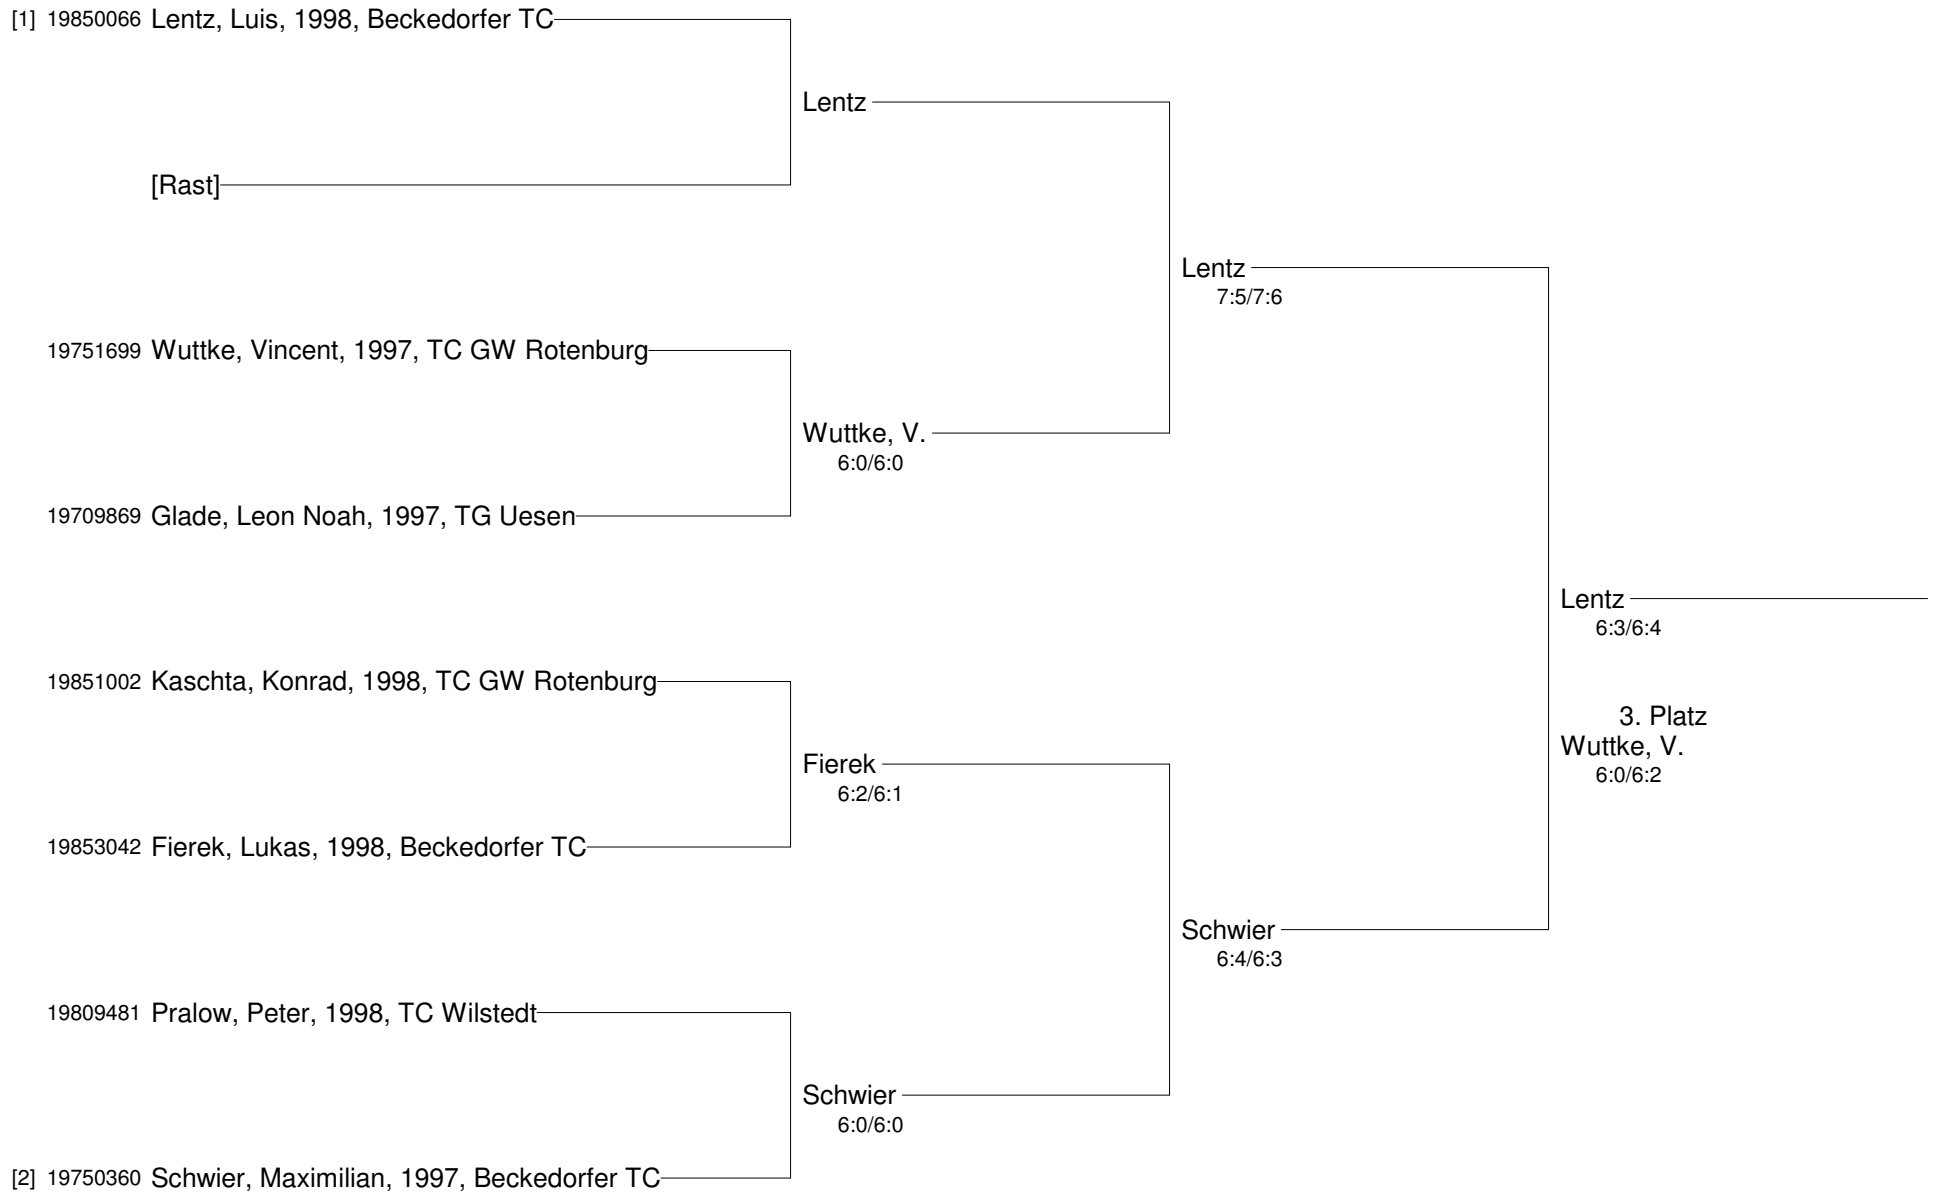 [1] 19850066 Lentz, Luis, 1998, Beckedorfer TC
Lentz
[Rast]
Lentz
7:5/7:6
19751699 Wuttke, Vincent, 1997, TC GW Rotenburg
Wuttke, V.
6:0/6:0
19709869 Glade, Leon Noah, 1997, TG Uesen
Lentz
6:3/6:4
19851002 Kaschta, Konrad, 1998, TC GW Rotenburg
3. Platz
Wuttke, V.
6:0/6:2
Fierek
6:2/6:1
19853042 Fierek, Lukas, 1998, Beckedorfer TC
Schwier
6:4/6:3
19809481 Pralow, Peter, 1998, TC Wilstedt
Schwier
6:0/6:0
[2] 19750360 Schwier, Maximilian, 1997, Beckedorfer TC